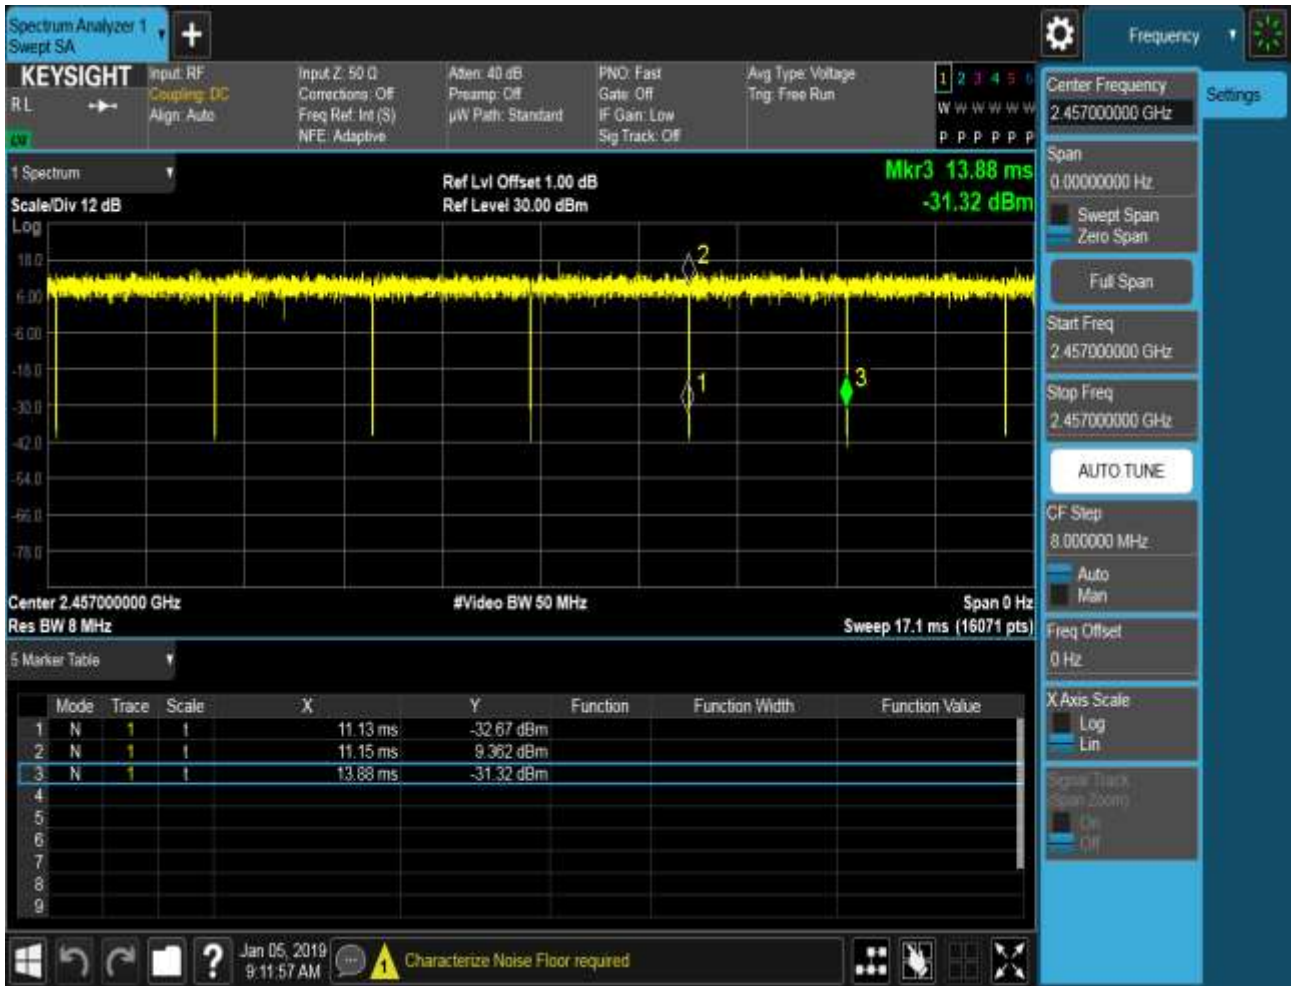 Spectrum Analyzer 1
Swept SA
+
Frequency
KEYSIGHT
RL
Input: RF
Coupling: DC
Align: Auto
Input Z: 50 Ω
Corrections: Off
Freq Ref: Int (S)
NFE: Adaptive
Atten: 40 dB
Preamp: Off
µW Path: Standard
PNO: Fast
Gate: Off
IF Gain: Low
Sig Track: Off
Avg Type: Voltage
Trig: Free Run
1 2 3 4 5 6
W W W W W W
P P P P P P
1 Spectrum
Scale/Div 12 dB
Ref Lvl Offset 1.00 dB
Ref Level 30.00 dBm
Mkr3 13.88 ms
-31.32 dBm
Log
18.0
6.00
-6.00
-18.0
-30.0
-42.0
-54.0
-66.0
-78.0
2
1
3
Center 2.457000000 GHz
Res BW 8 MHz
#Video BW 50 MHz
Span 0 Hz
Sweep 17.1 ms (16071 pts)
5 Marker Table
Mode Trace Scale X Y Function Function Width Function Value
1 N 1 t 11.13 ms -32.67 dBm
2 N 1 t 11.15 ms 9.362 dBm
3 N 1 t 13.88 ms -31.32 dBm
4
5
6
7
8
9
Center Frequency
2.457000000 GHz
Settings
Span
0.00000000 Hz
Swept Span
Zero Span
Full Span
Start Freq
2.457000000 GHz
Stop Freq
2.457000000 GHz
AUTO TUNE
CF Step
8.000000 MHz
Auto
Man
Freq Offset
0 Hz
X Axis Scale
Log
Lin
Signal Track
(Span Zoom)
On
Off
?
Jan 05, 2019
9:11:57 AM
1
Characterize Noise Floor required